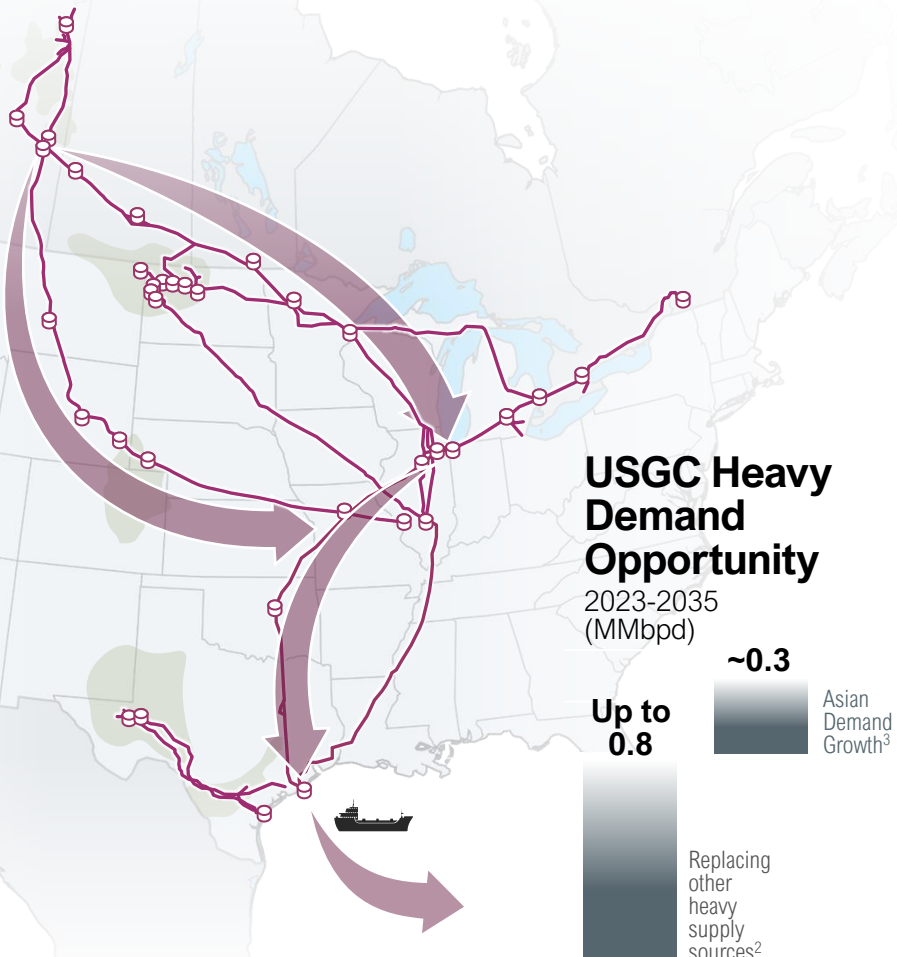 USGC Heavy
Demand
Opportunity
2023-2035
(MMbpd)
~0.3
Asian
Demand
Growth3
Up to
0.8
Replacing
other
heavy
supply
sources2